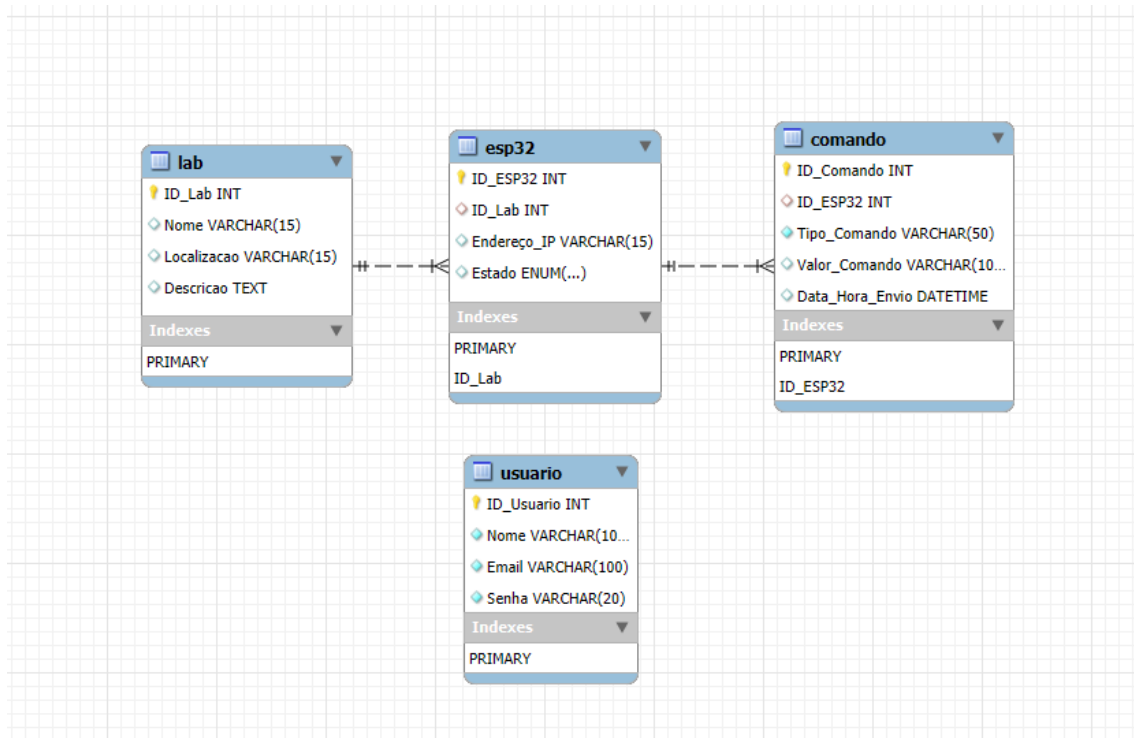 lab
ID_Lab INT
Nome VARCHAR(15)
Localizacao VARCHAR(15)
Descricao TEXT
Indexes
PRIMARY
esp32
ID_ESP32 INT
ID_Lab INT
Endereço_IP VARCHAR(15)
Estado ENUM(...)
Indexes
PRIMARY
ID_Lab
comando
ID_Comando INT
ID_ESP32 INT
Tipo_Comando VARCHAR(50)
Valor_Comando VARCHAR(10...
Data_Hora_Envio DATETIME
Indexes
PRIMARY
ID_ESP32
usuario
ID_Usuario INT
Nome VARCHAR(10...
Email VARCHAR(100)
Senha VARCHAR(20)
Indexes
PRIMARY